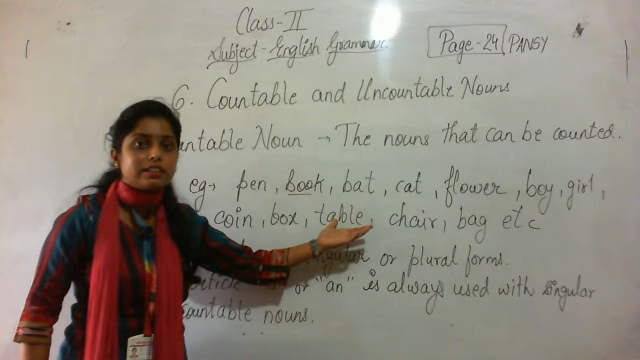 Class-II
Subject - English Grammar
Page-24 PANSY
6. Countable and Uncountable Nouns
untable Noun → The nouns that can be counted.
eg → pen, book, bat, cat, flower, boy, girl,
coin, box, table, chair, bag etc
ngular or plural forms.
or "an" is always used with singular
countable nouns.